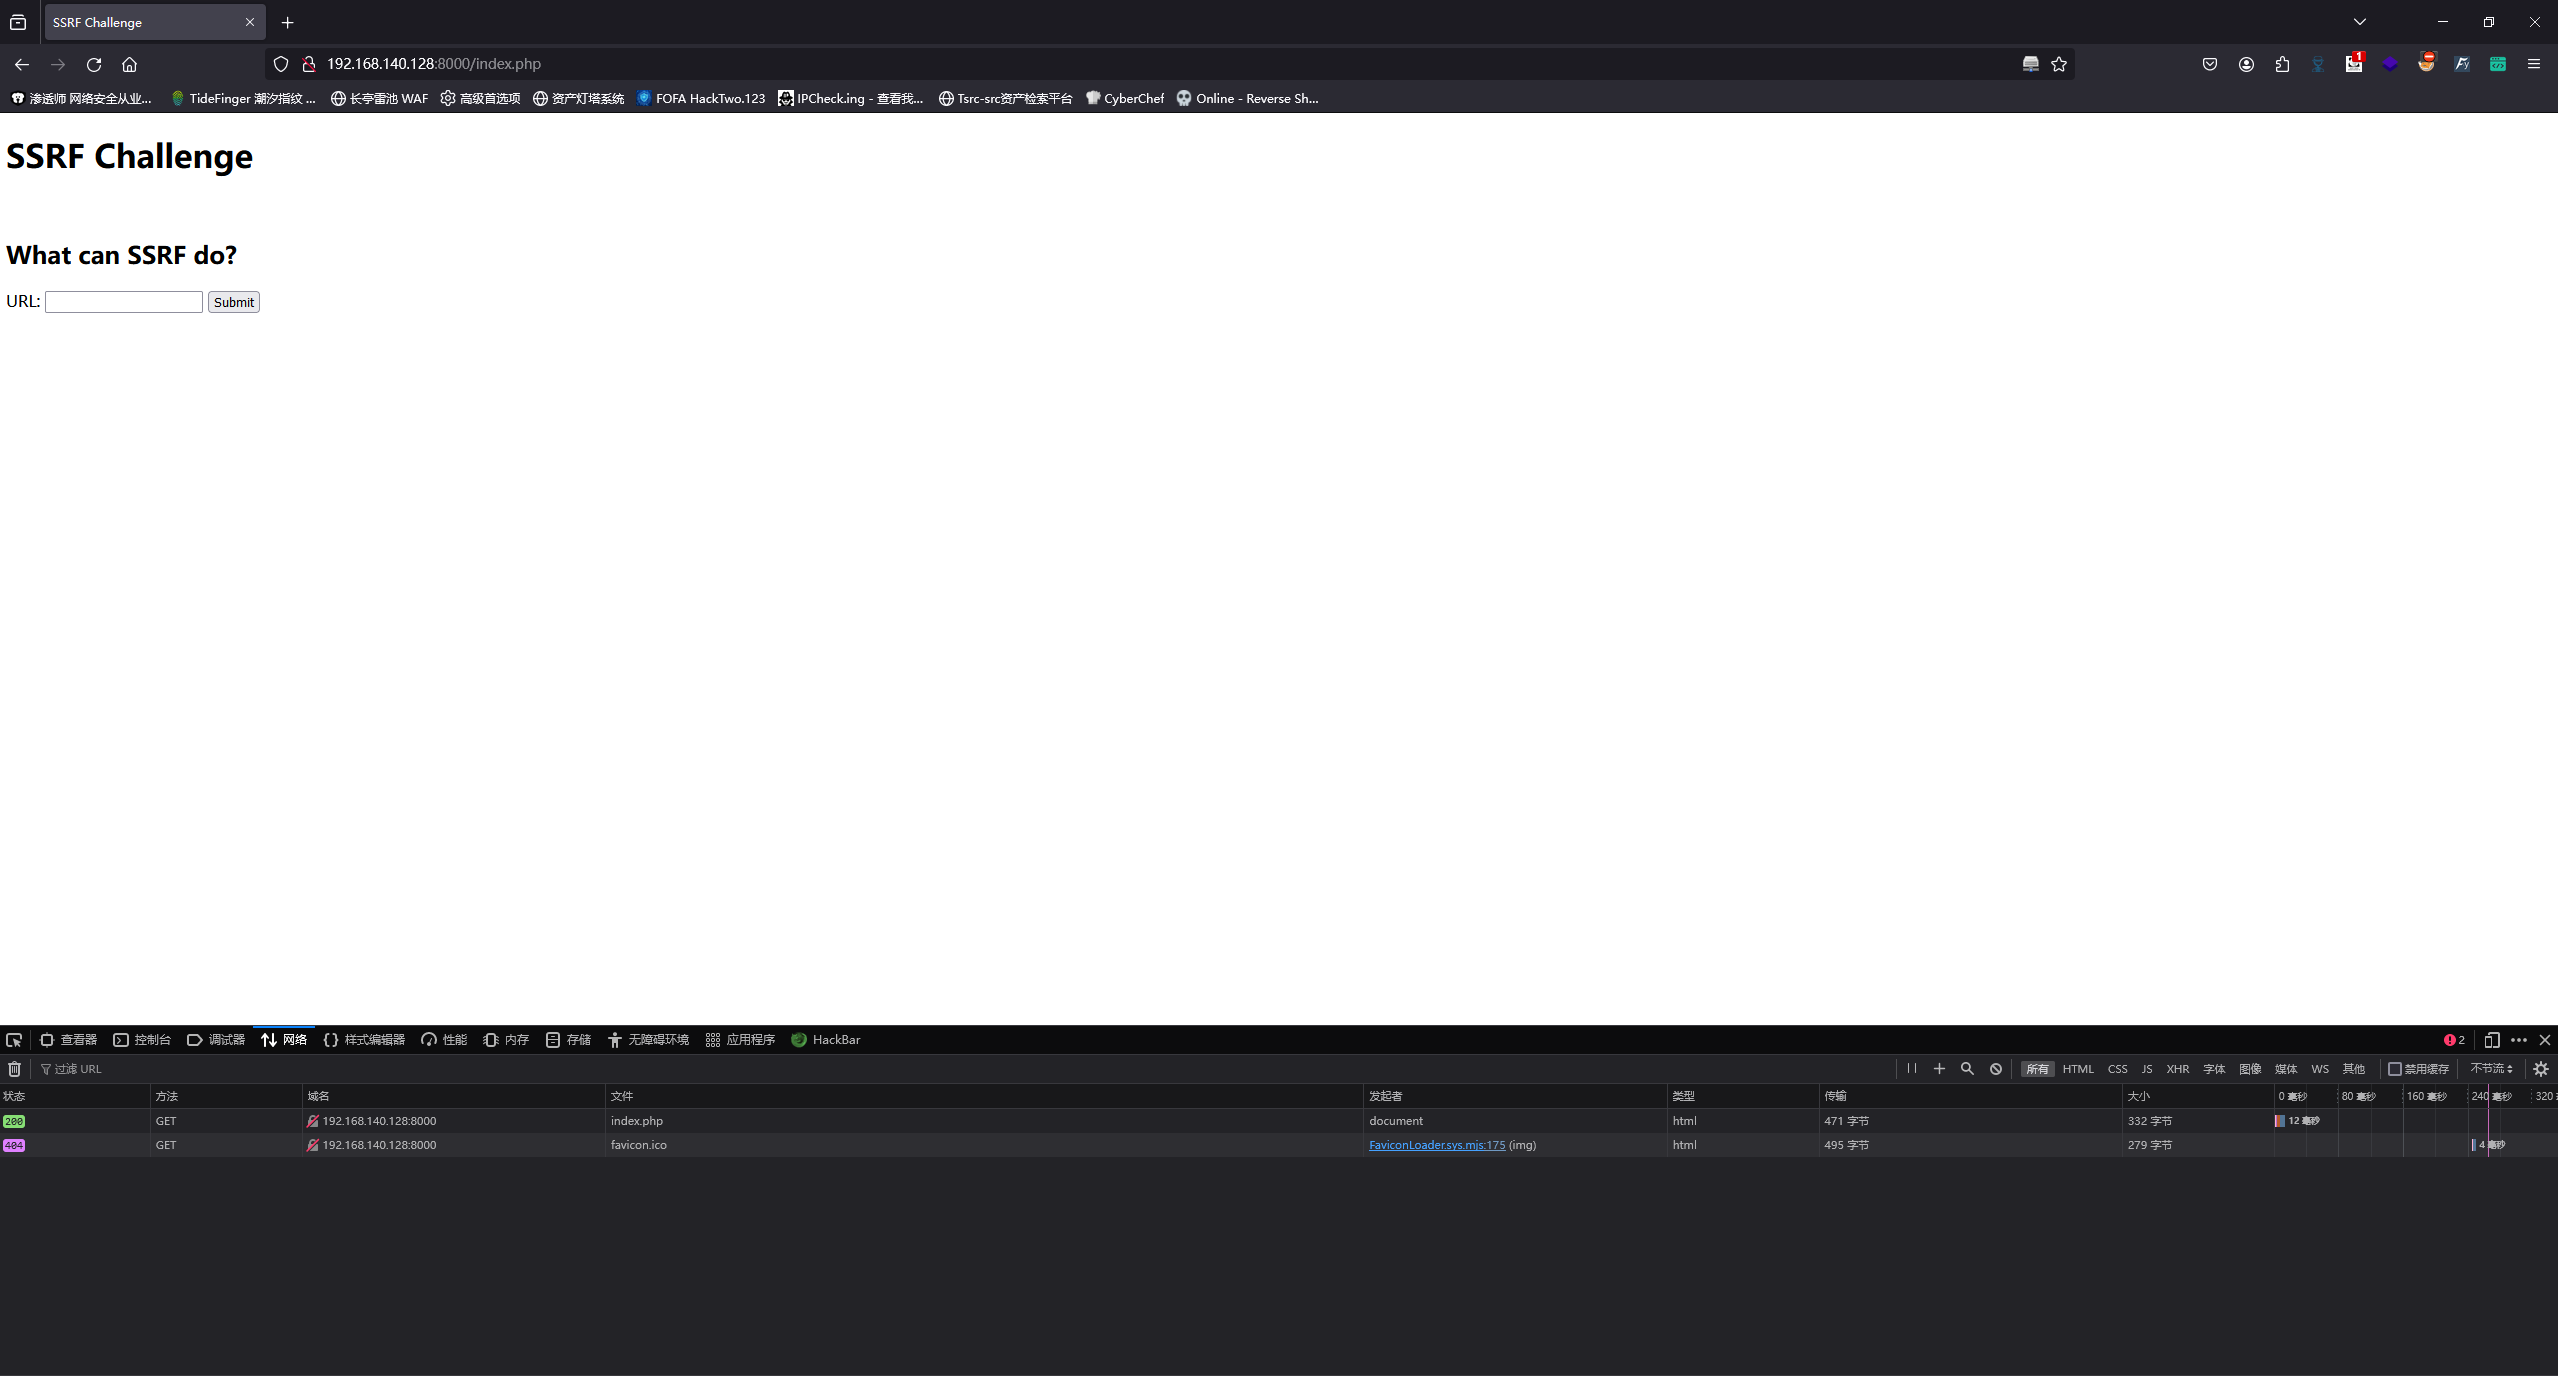 SSRF Challenge
192.168.140.128:8000/index.php
1
渗透师 网络安全从业... TideFinger 潮汐指纹 ... 长亭雷池 WAF 高级首选项 资产灯塔系统 FOFA HackTwo.123 IPCheck.ing - 查看我... Tsrc-src资产检索平台 CyberChef Online - Reverse Sh...
SSRF Challenge
What can SSRF do?
URL: Submit
查看器 控制台 调试器 网络 样式编辑器 性能 内存 存储 无障碍环境 应用程序 HackBar 2
过滤 URL 所有 HTML CSS JS XHR 字体 图像 媒体 WS 其他 禁用缓存 不节流
状态 方法 域名 文件 发起者 类型 传输 大小 0 毫秒 80 毫秒 160 毫秒 240 毫秒 320
200 GET 192.168.140.128:8000 index.php document html 471 字节 332 字节 12 毫秒
404 GET 192.168.140.128:8000 favicon.ico FaviconLoader.sys.mjs:175 (img) html 495 字节 279 字节 4 毫秒